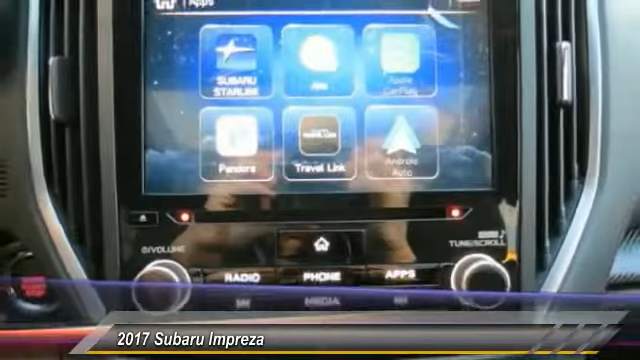 Apps
SUBARU STARLINK
Aha
Apple CarPlay
Pandora
Travel Link
Android Auto
VOLUME
TUNE/SCROLL
RADIO
PHONE
APPS
MEDIA
2017 Subaru Impreza